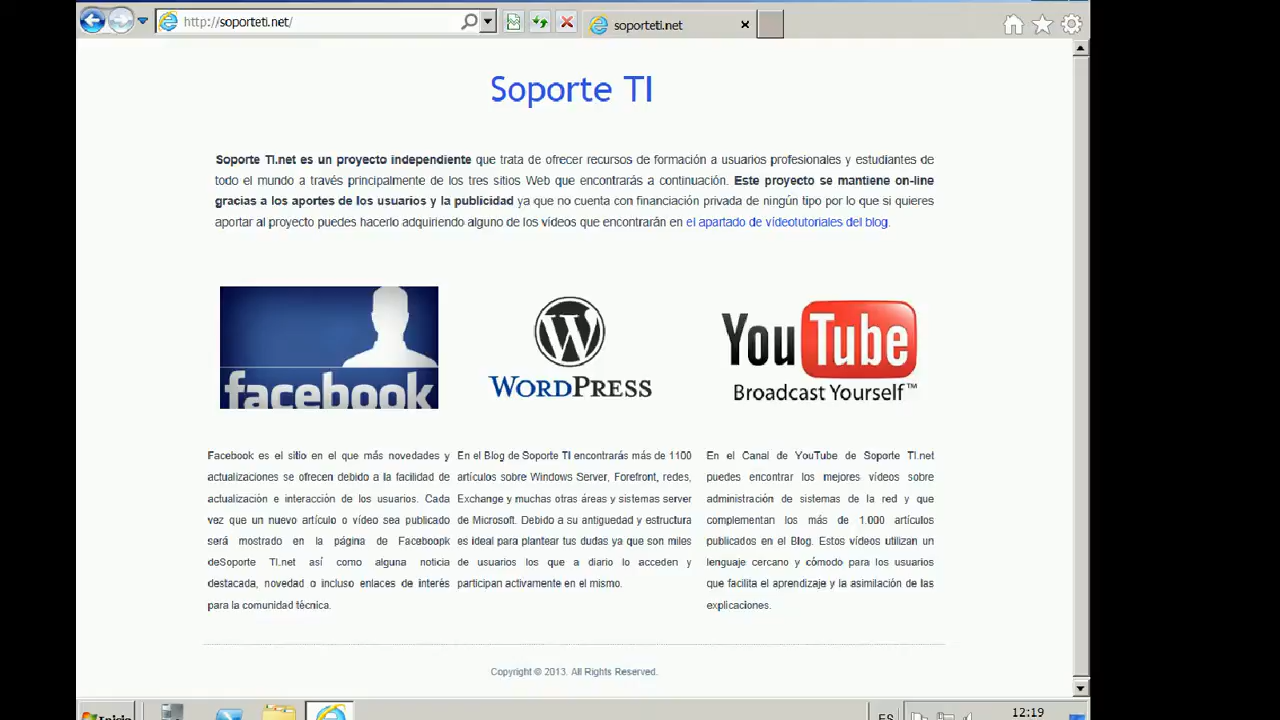 http://soporteti.net/
soporteti.net
Soporte TI
Soporte TI.net es un proyecto independiente que trata de ofrecer recursos de formación a usuarios profesionales y estudiantes de
todo el mundo a través principalmente de los tres sitios Web que encontrarás a continuación. Este proyecto se mantiene on-line
gracias a los aportes de los usuarios y la publicidad ya que no cuenta con financiación privada de ningún tipo por lo que si quieres
aportar al proyecto puedes hacerlo adquiriendo alguno de los vídeos que encontrarán en el apartado de vídeotutoriales del blog.
facebook
WORDPRESS
YouTube
Broadcast Yourself™
Facebook es el sitio en el que más novedades y
actualizaciones se ofrecen debido a la facilidad de
actualización e interacción de los usuarios. Cada
vez que un nuevo artículo o vídeo sea publicado
será mostrado en la página de Faceboopk
deSoporte TI.net así como alguna noticia
destacada, novedad o incluso enlaces de interés
para la comunidad técnica.
En el Blog de Soporte TI encontrarás más de 1100
artículos sobre Windows Server, Forefront, redes,
Exchange y muchas otras áreas y sistemas server
de Microsoft. Debido a su antiguedad y estructura
es ideal para plantear tus dudas ya que son miles
de usuarios los que a diario lo acceden y
participan activamente en el mismo.
En el Canal de YouTube de Soporte TI.net
puedes encontrar los mejores vídeos sobre
administración de sistemas de la red y que
complementan los más de 1.000 artículos
publicados en el Blog. Estos vídeos utilizan un
lenguaje cercano y cómodo para los usuarios
que facilita el aprendizaje y la asimilación de las
explicaciones.
Copyright © 2013. All Rights Reserved.
Inicio
ES
12:19